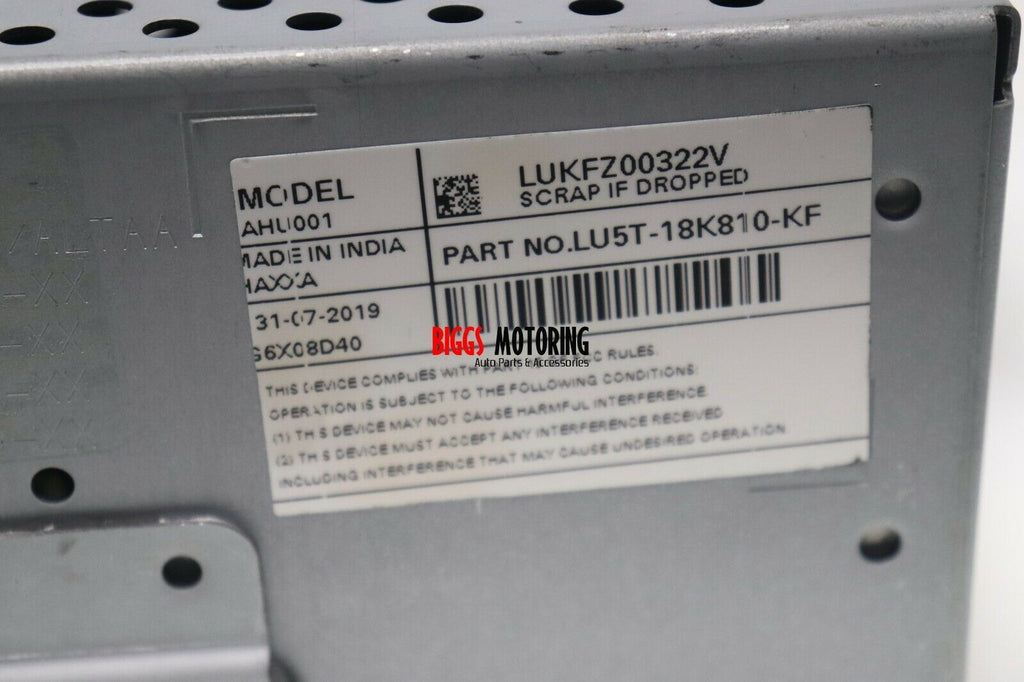 MODEL
AHU001
MADE IN INDIA
HAXXA
31-07-2019
G6X08D40
LUKFZ00322V
SCRAP IF DROPPED
PART NO.LU5T-18K810-KF
BIGGS MOTORING
Auto Parts & Accessories
THIS DEVICE COMPLIES WITH PART RULES.
OPERATION IS SUBJECT TO THE FOLLOWING CONDITIONS:
(1) THIS DEVICE MAY NOT CAUSE HARMFUL INTERFERENCE
(2) THIS DEVICE MUST ACCEPT ANY INTERFERENCE RECEIVED
INCLUDING INTERFERENCE THAT MAY CAUSE UNDESIRED OPERATION